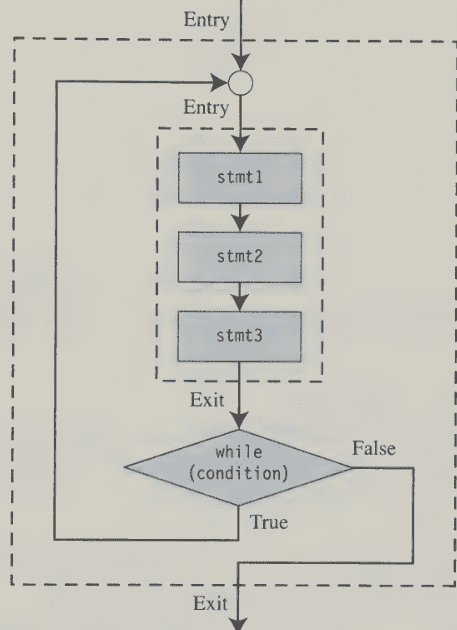 Entry
Entry
stmt1
stmt2
stmt3
Exit
while
(condition)
False
True
Exit